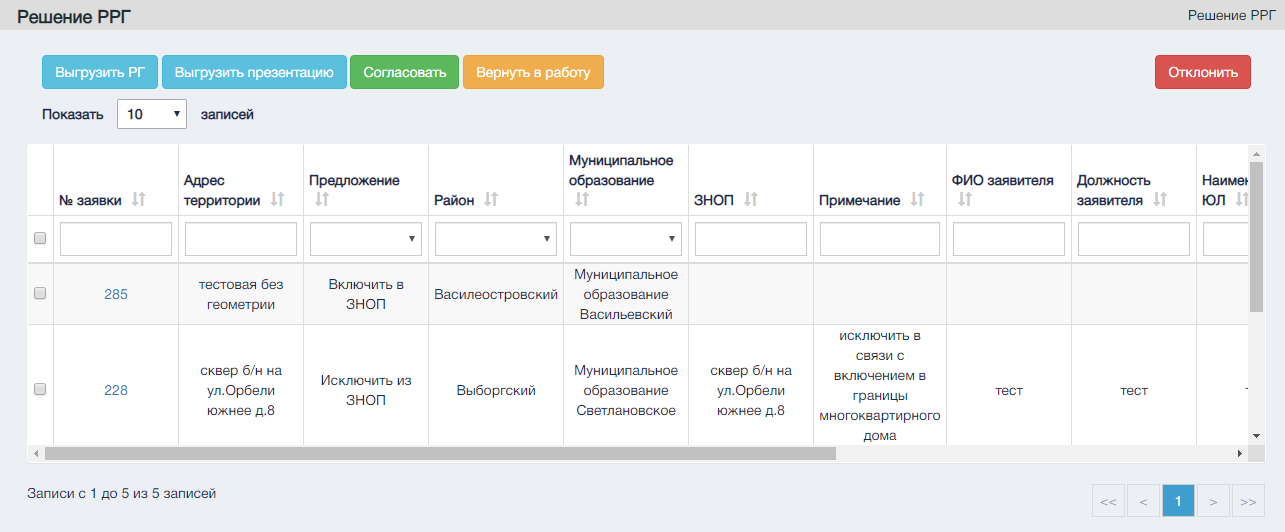 Решение РРГ
Решение РРГ
Выгрузить РГ
Выгрузить презентацию
Согласовать
Вернуть в работу
Отклонить
Показать 10 записей
№ заявки
Адрес
территории
Предложение
Район
Муниципальное
образование
ЗНОП
Примечание
ФИО заявителя
Должность
заявителя
Наимен
ЮЛ
285
тестовая без
геометрии
Включить в
ЗНОП
Василеостровский
Муниципальное
образование
Васильевский
228
сквер б/н на
ул.Орбели
южнее д.8
Исключить из
ЗНОП
Выборгский
Муниципальное
образование
Светлановское
сквер б/н на
ул.Орбели
южнее д.8
исключить в
связи с
включением в
границы
многоквартирного
дома
тест
тест
Записи с 1 до 5 из 5 записей
<< < 1 > >>